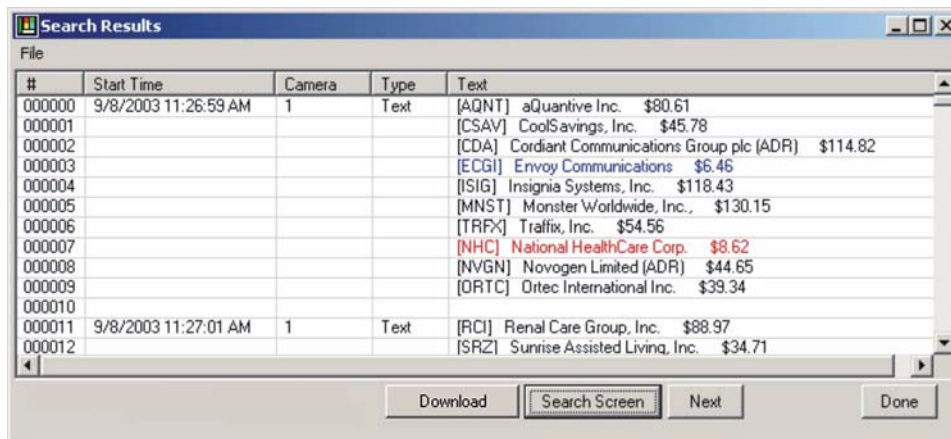 Search Results
File
# Start Time Camera Type Text
000000 9/8/2003 11:26:59 AM 1 Text [AQNT] aQuantive Inc. $80.61
000001 [CSAV] CoolSavings, Inc. $45.78
000002 [CDA] Cordiant Communications Group plc (ADR) $114.82
000003 [ECGI] Envoy Communications $6.46
000004 [ISIG] Insignia Systems, Inc. $118.43
000005 [MNST] Monster Worldwide, Inc., $130.15
000006 [TRFX] Traffix, Inc. $54.56
000007 [NHC] National HealthCare Corp. $8.62
000008 [NVGN] Novogen Limited (ADR) $44.65
000009 [ORTC] Ortec International Inc. $39.34
000010
000011 9/8/2003 11:27:01 AM 1 Text [RCI] Renal Care Group, Inc. $88.97
000012 [SRZ] Sunrise Assisted Living, Inc. $34.71
Download Search Screen Next Done